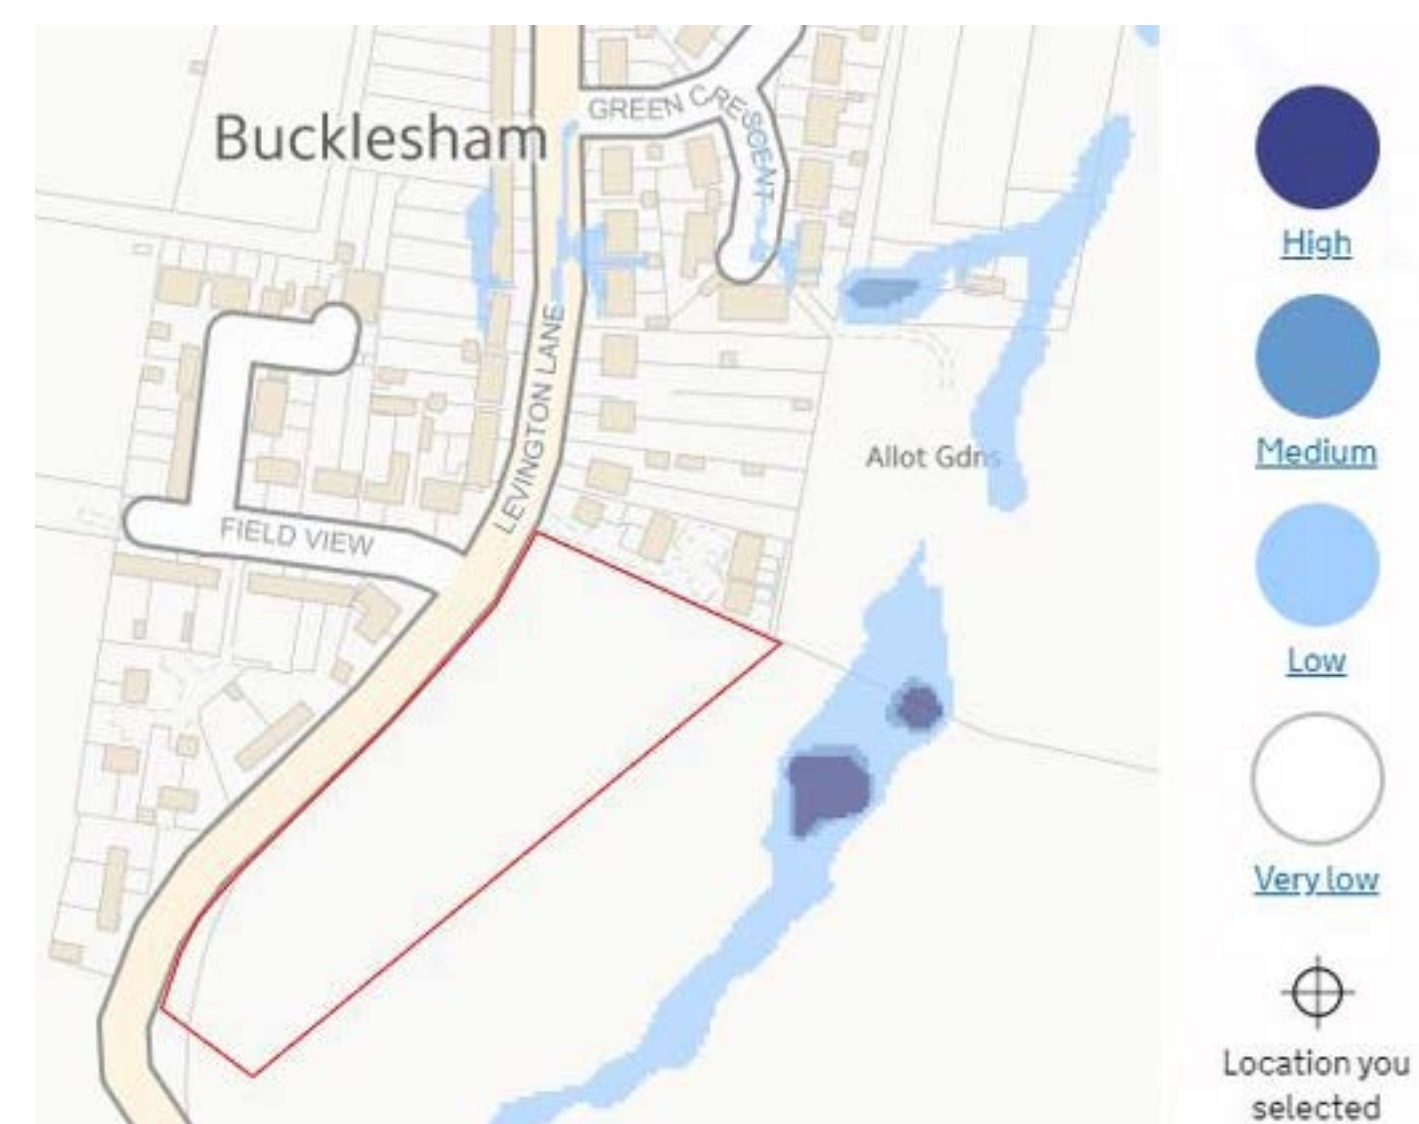 Bucklesham
GREEN CRESCENT
LEVINGTON LANE
FIELD VIEW
Allot Gdns
High
Medium
Low
Very low
Location you
selected